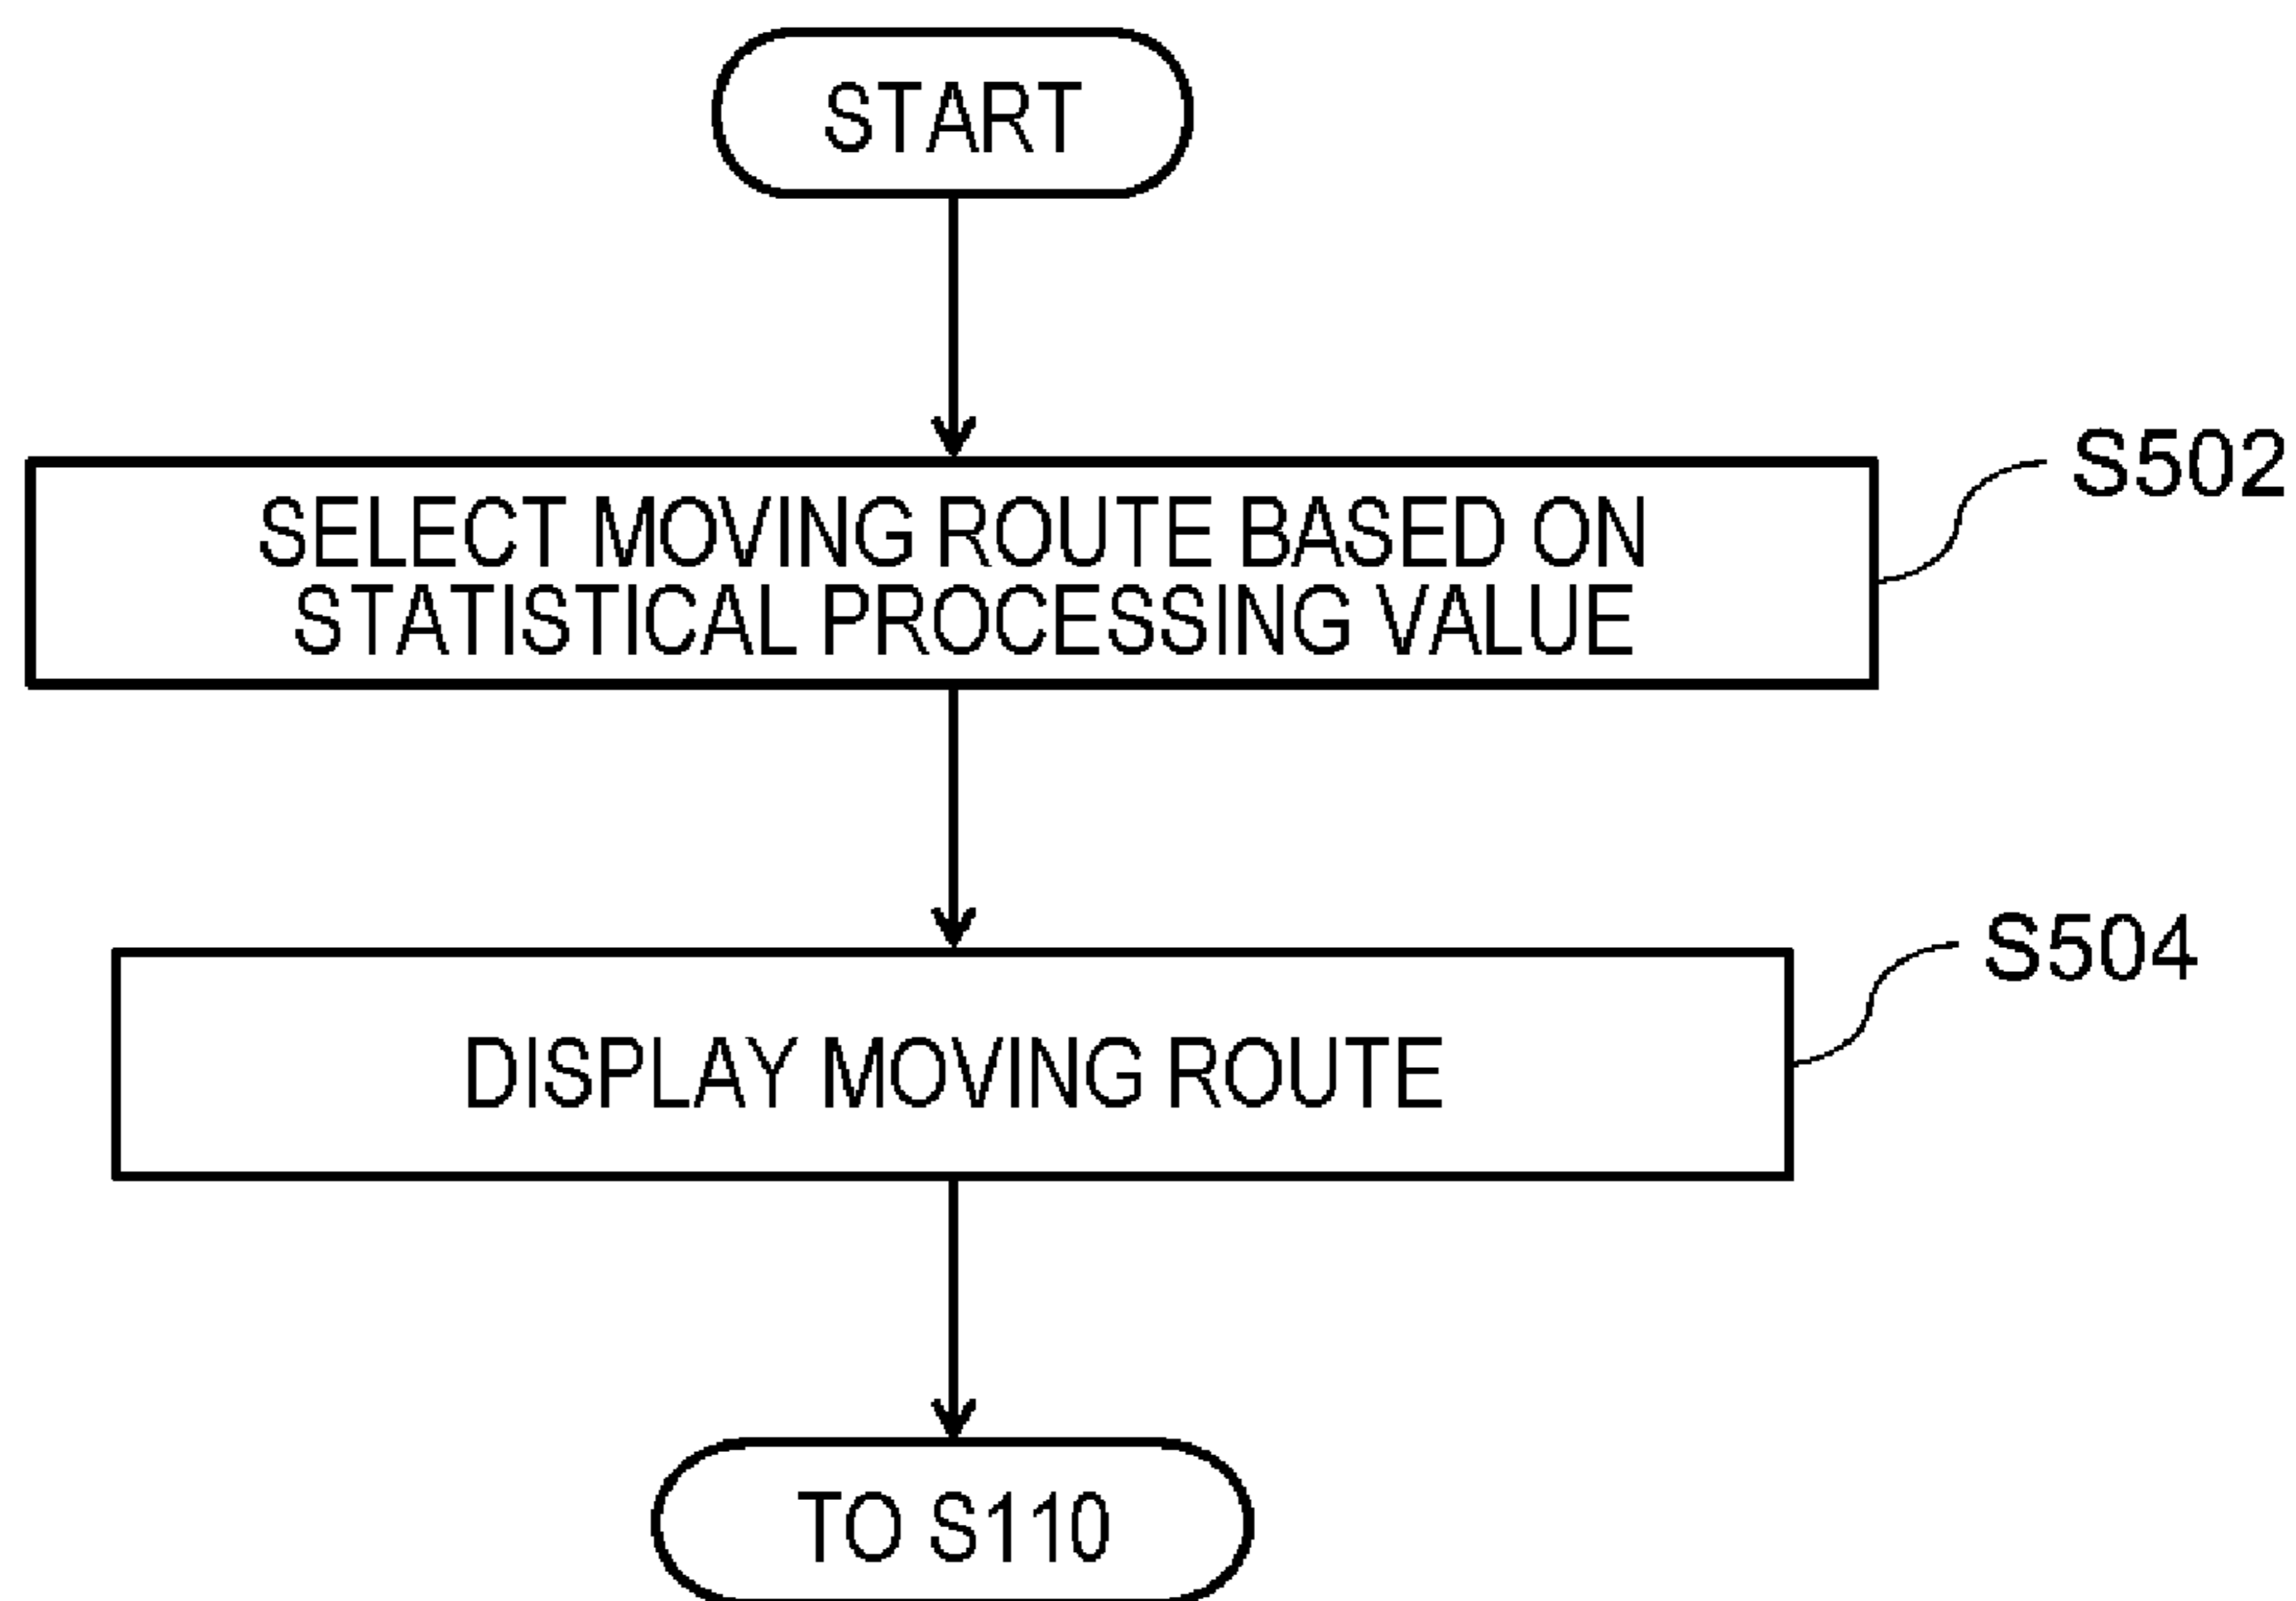 START
SELECT MOVING ROUTE BASED ON
STATISTICAL PROCESSING VALUE
S502
DISPLAY MOVING ROUTE
S504
TO S110